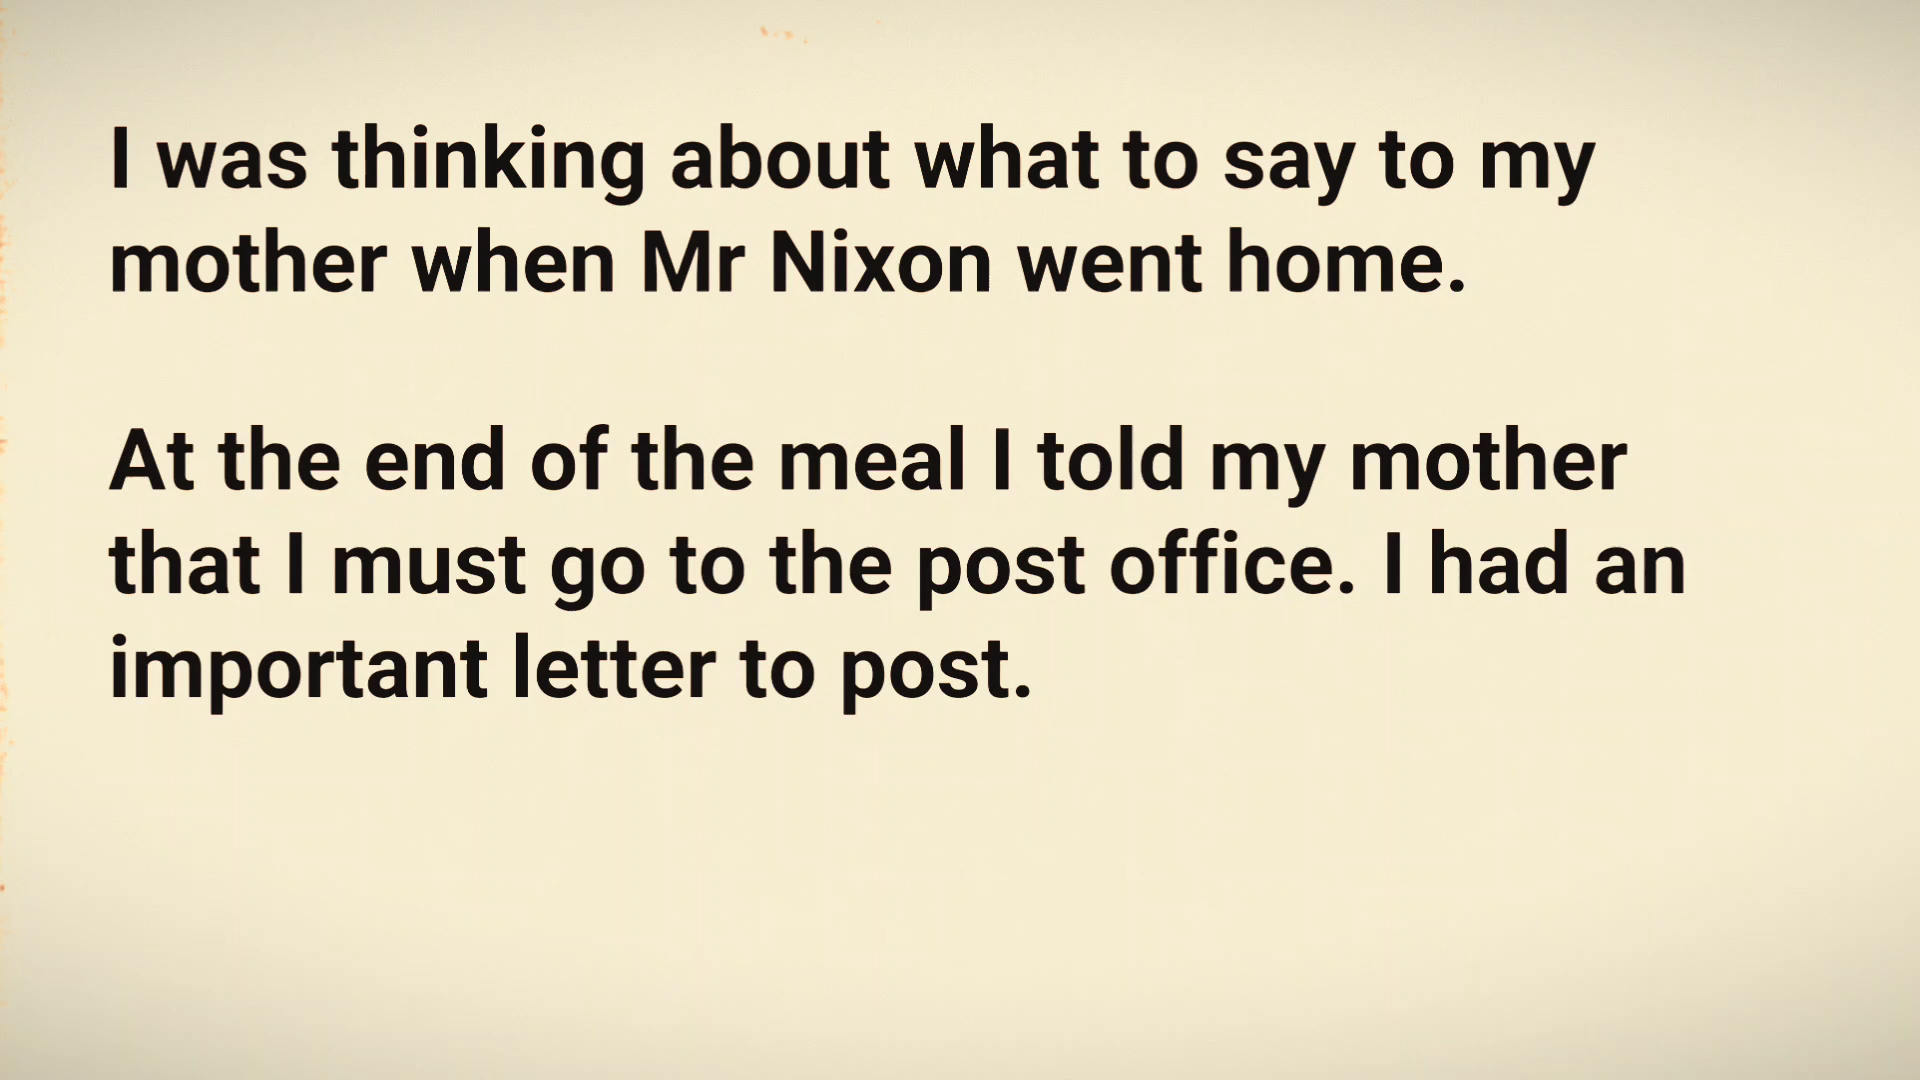 I was thinking about what to say to my
mother when Mr Nixon went home.
At the end of the meal I told my mother
that I must go to the post office. I had an
important letter to post.